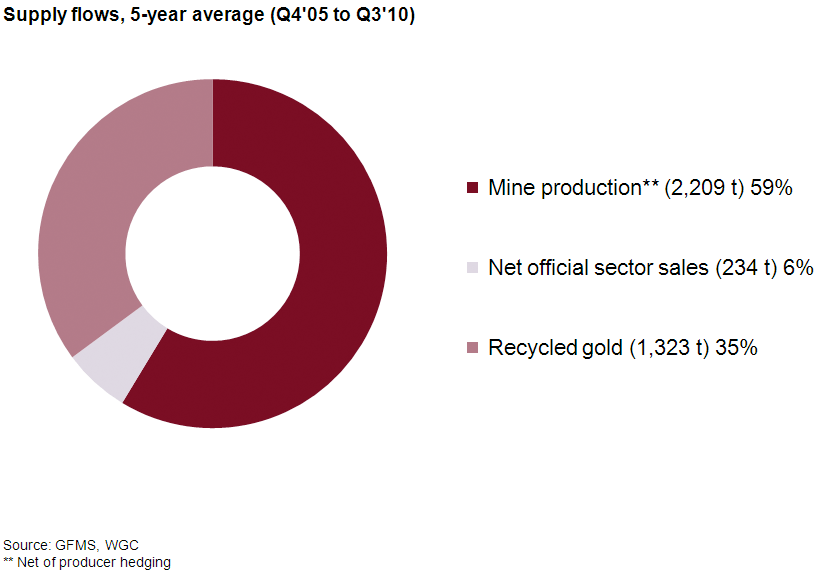 Supply flows, 5-year average (Q4'05 to Q3'10)
Mine production** (2,209 t) 59%
Net official sector sales (234 t) 6%
Recycled gold (1,323 t) 35%
Source: GFMS, WGC
** Net of producer hedging